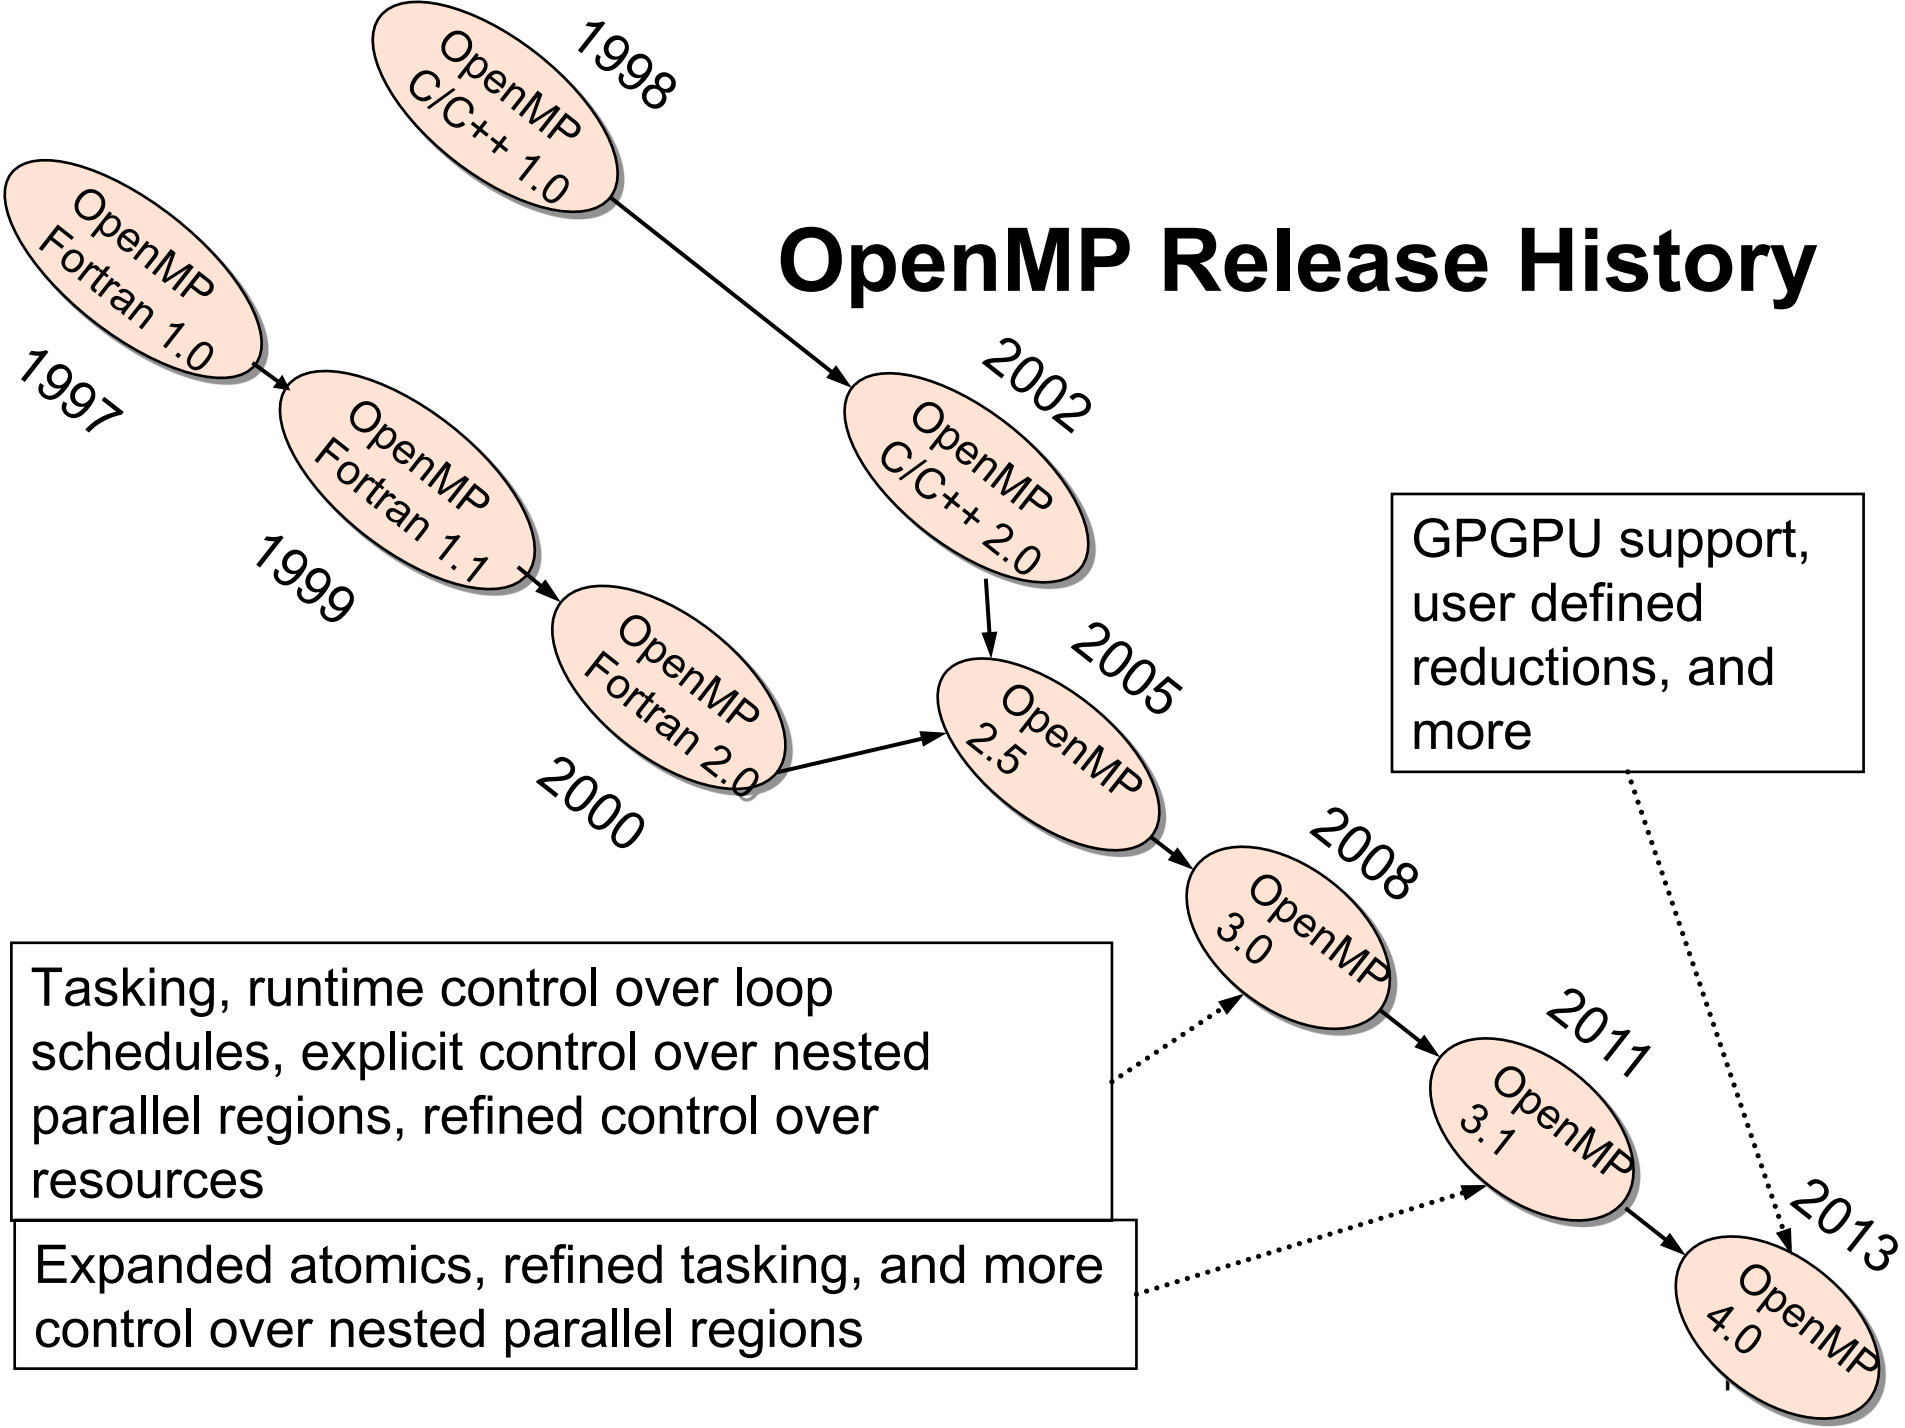 OpenMP
C/C++ 1.0
1998
OpenMP
Fortran 1.0
1997
OpenMP Release History
OpenMP
Fortran 1.1
1999
OpenMP
C/C++ 2.0
2002
OpenMP
Fortran 2.0
2000
OpenMP
2.5
2005
GPGPU support,
user defined
reductions, and
more
OpenMP
3.0
2008
Tasking, runtime control over loop
schedules, explicit control over nested
parallel regions, refined control over
resources
OpenMP
3.1
2011
Expanded atomics, refined tasking, and more
control over nested parallel regions
OpenMP
4.0
2013